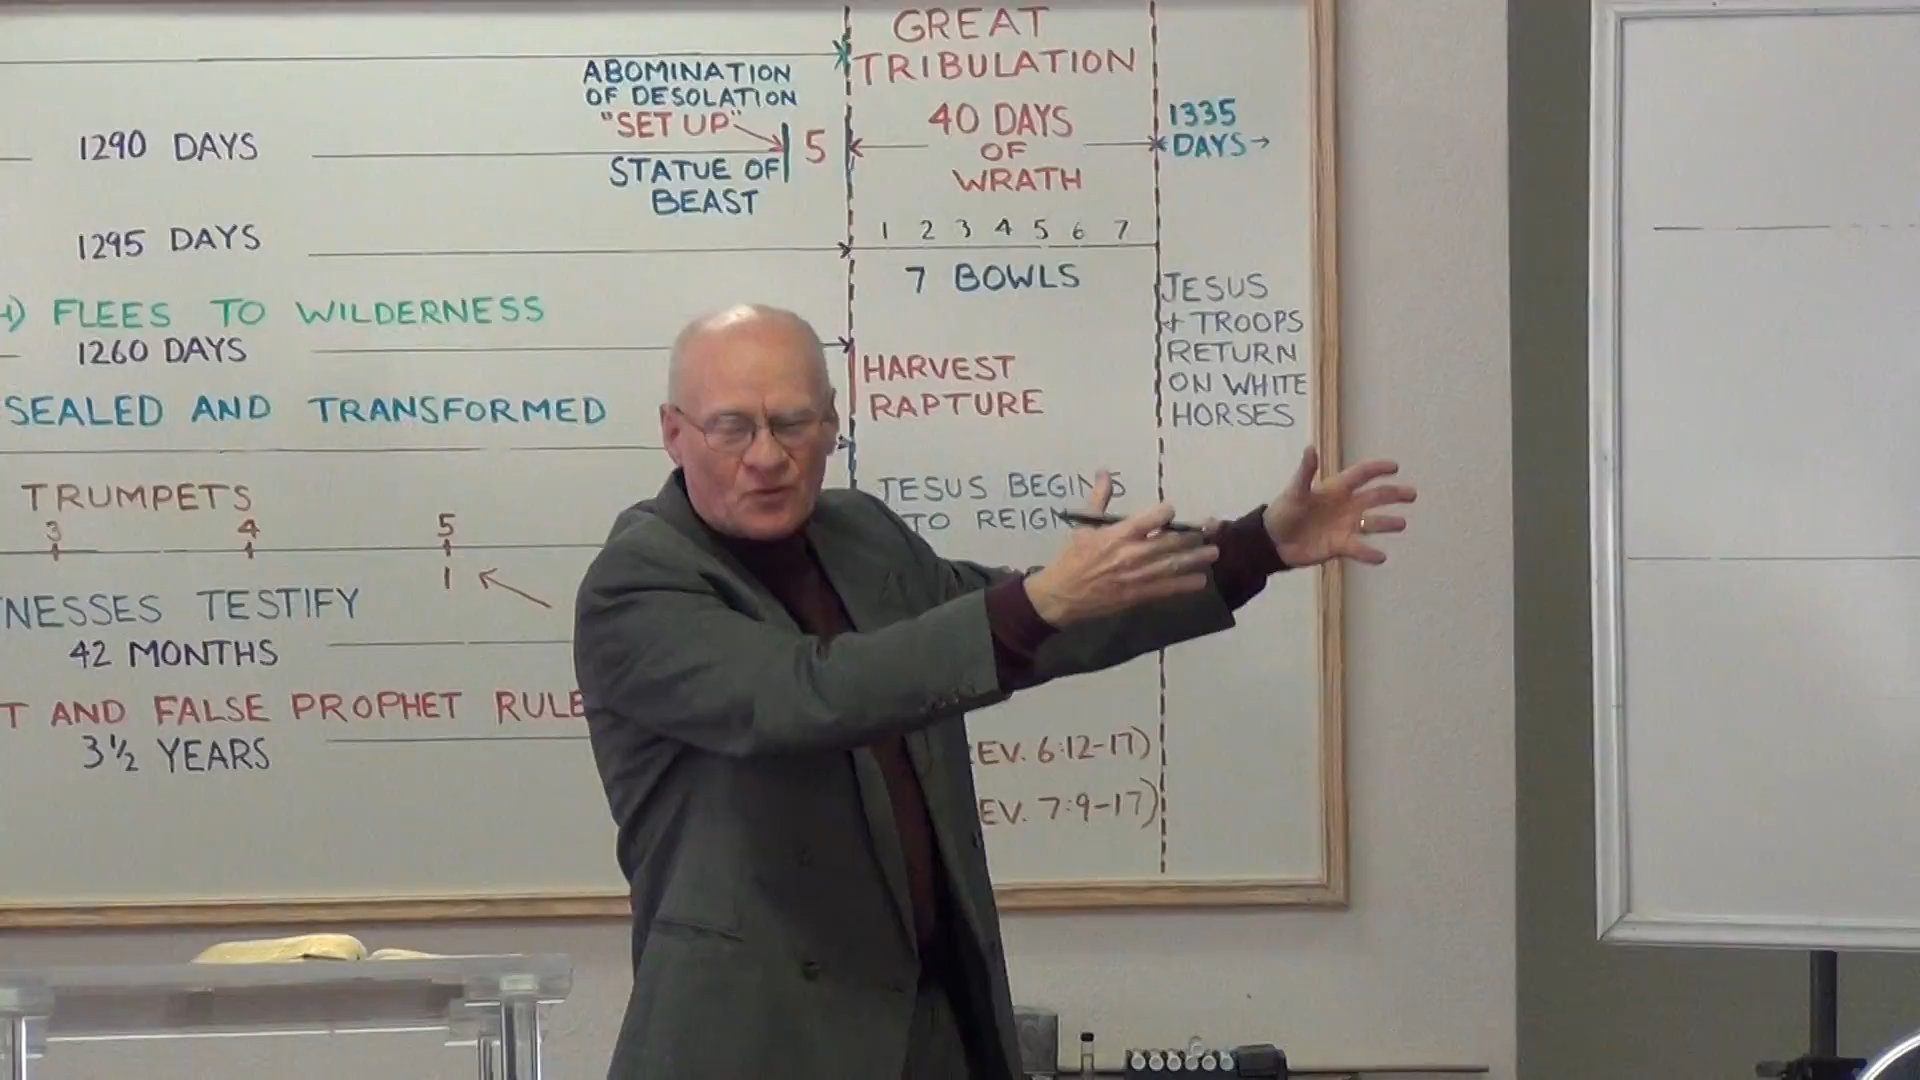 GREAT
TRIBULATION
ABOMINATION
OF DESOLATION
"SET UP"
5
STATUE OF
BEAST
40 DAYS
OF
WRATH
1335
DAYS→
1290 DAYS
1295 DAYS
1 2 3 4 5 6 7
7 BOWLS
FLEES TO WILDERNESS
1260 DAYS
HARVEST
RAPTURE
JESUS
+ TROOPS
RETURN
ON WHITE
HORSES
SEALED AND TRANSFORMED
JESUS BEGINS
TO REIGN
TRUMPETS
3 4 5
1
NESSES TESTIFY
42 MONTHS
T AND FALSE PROPHET RULE
3½ YEARS
EV. 6:12-17)
EV. 7:9-17)